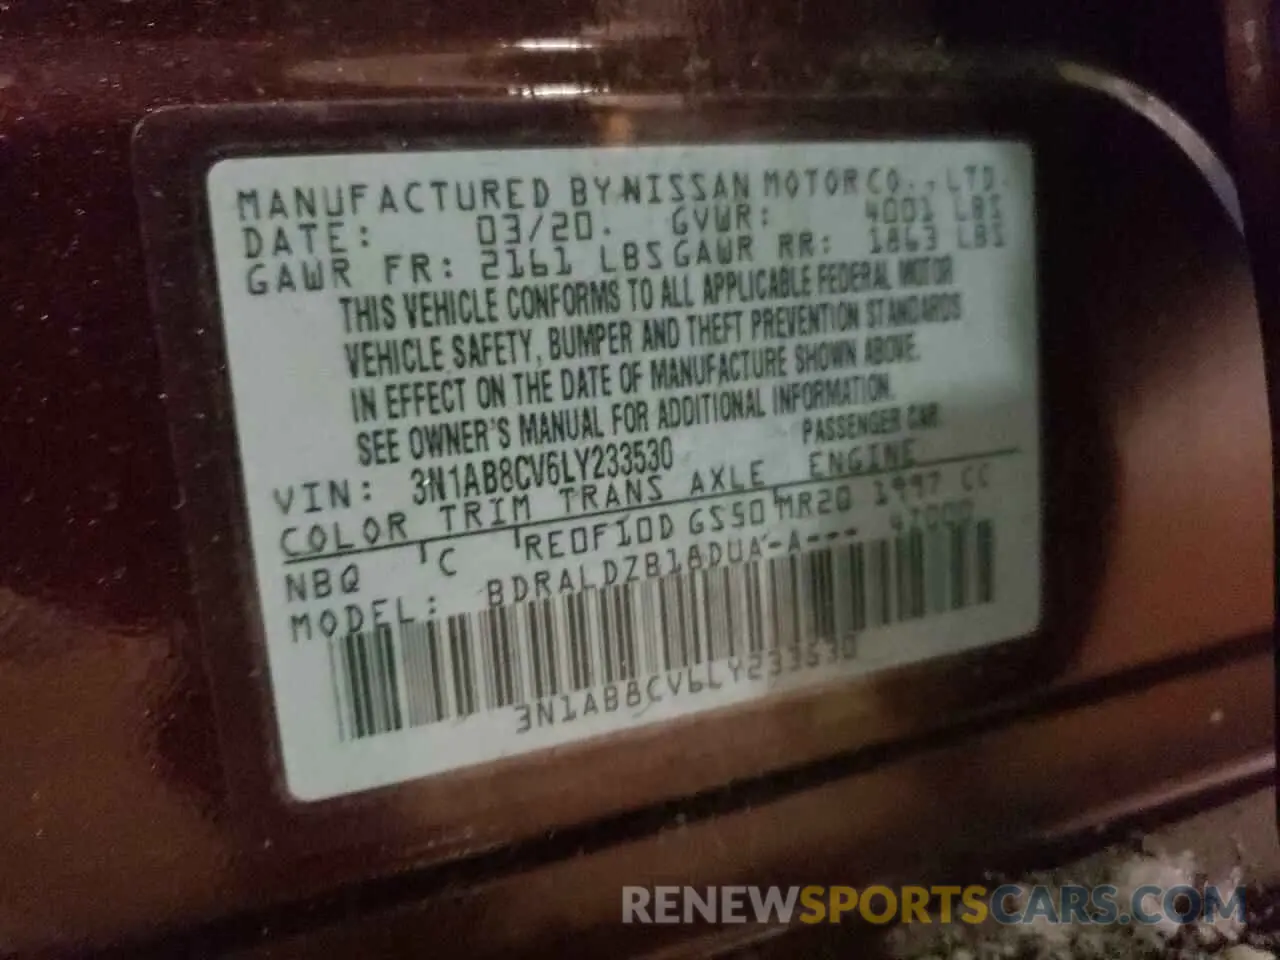 MANUFACTURED BY NISSAN MOTOR CO., LTD.
DATE: 03/20. GVWR: 4001 LBS
GAWR FR: 2161 LBS GAWR RR: 1863 LBS
THIS VEHICLE CONFORMS TO ALL APPLICABLE FEDERAL MOTOR
VEHICLE SAFETY, BUMPER AND THEFT PREVENTION STANDARDS
IN EFFECT ON THE DATE OF MANUFACTURE SHOWN ABOVE.
SEE OWNER'S MANUAL FOR ADDITIONAL INFORMATION.
VIN: 3N1AB8CV6LY233530 PASSENGER CAR
COLOR TRIM TRANS AXLE ENGINE
NBQ C RE0F10D GS50 MR20 1997 CC
MODEL: BDRALDZB18DUA-A---
3N1AB8CV6LY233530
RENEWSPORTSCARS.COM